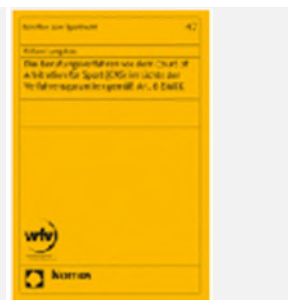 Schriften zum Sportrecht 42
Das Berufungsverfahren vor dem Court of
Arbitration for Sport (CAS) im Lichte der
Verfahrensgarantien gemäß Art. 6 EMRK
wfv
Nomos